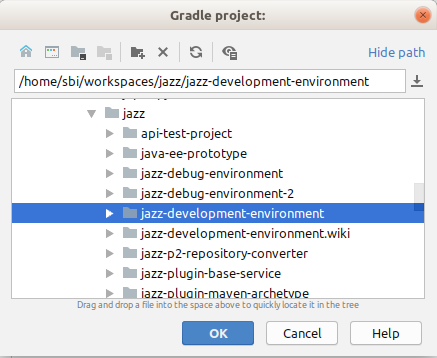 Gradle project:
Hide path
/home/sbi/workspaces/jazz/jazz-development-environment
jazz
api-test-project
java-ee-prototype
jazz-debug-environment
jazz-debug-environment-2
jazz-development-environment
jazz-development-environment.wiki
jazz-p2-repository-converter
jazz-plugin-base-service
jazz-plugin-maven-archetype
Drag and drop a file into the space above to quickly locate it in the tree
OK
Cancel
Help